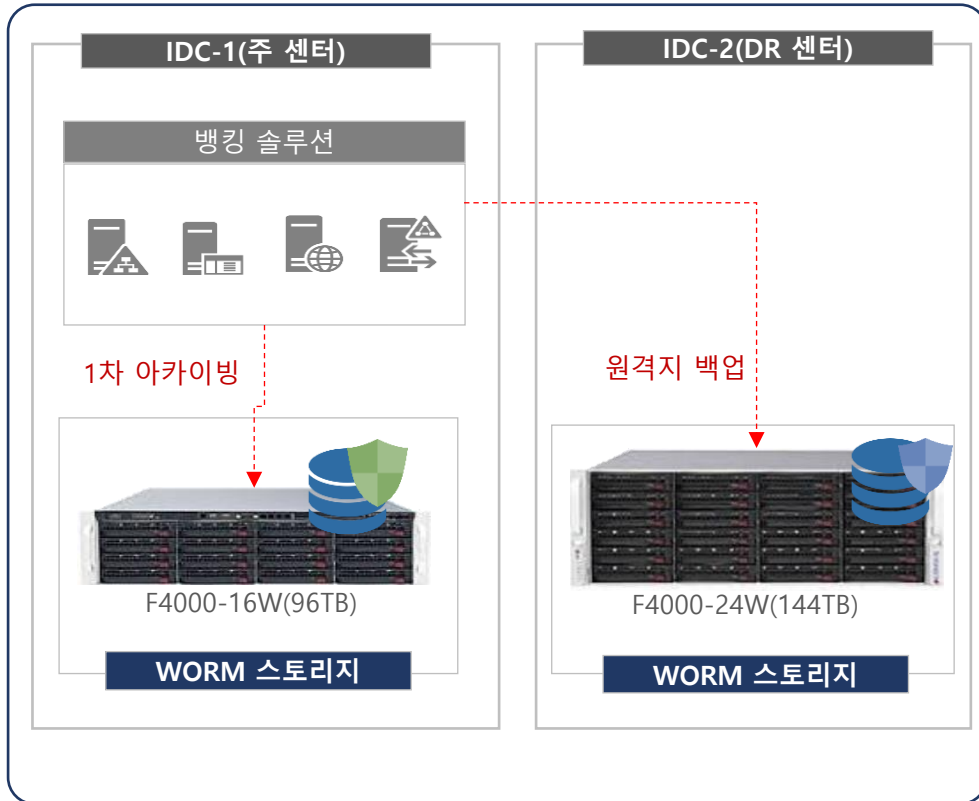 IDC-1(주 센터)
IDC-2(DR 센터)
뱅킹 솔루션
1차 아카이빙
원격지 백업
F4000-16W(96TB)
F4000-24W(144TB)
WORM 스토리지
WORM 스토리지